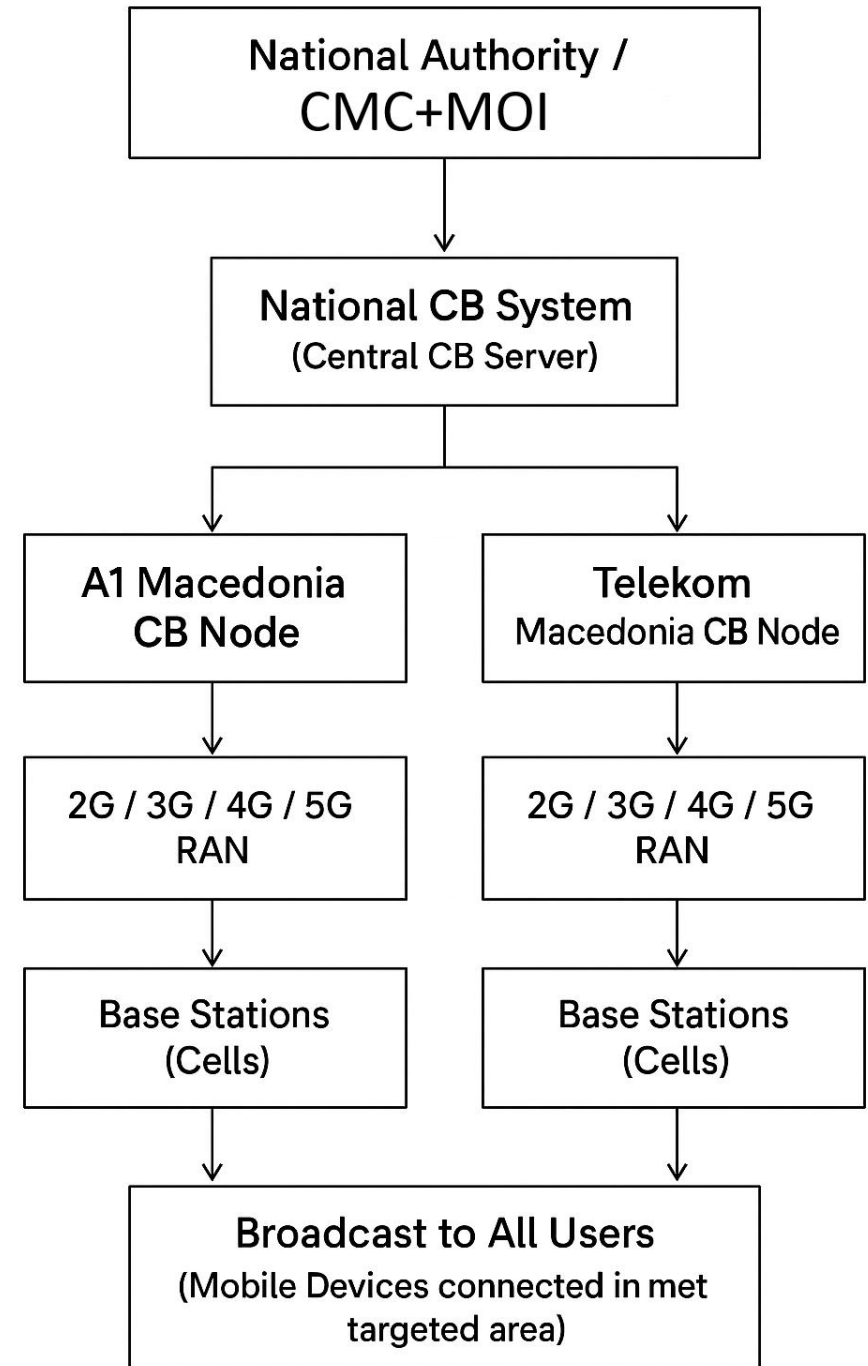 National Authority /
CMC+MOI
National CB System
(Central CB Server)
A1 Macedonia
CB Node
Telekom
Macedonia CB Node
2G / 3G / 4G / 5G
RAN
2G / 3G / 4G / 5G
RAN
Base Stations
(Cells)
Base Stations
(Cells)
Broadcast to All Users
(Mobile Devices connected in met
targeted area)